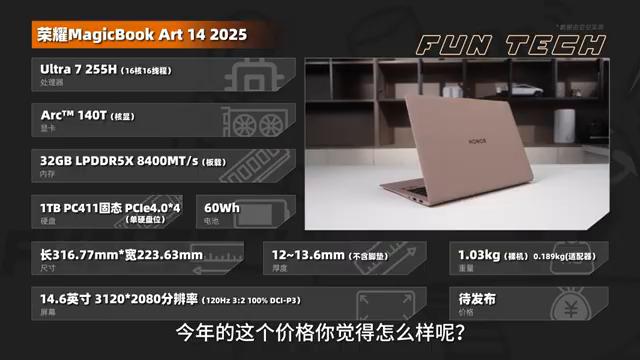 荣耀MagicBook Art 14 2025
FUN TECH
Ultra 7 255H（16核16线程）
处理器
Arc™ 140T（核显）
显卡
32GB LPDDR5X 8400MT/s（板载）
内存
HONOR
1TB PC411固态 PCIe4.0*4
（单硬盘位）
硬盘
60Wh
电池
长316.77mm*宽223.63mm
尺寸
12~13.6mm（不含脚垫）
厚度
1.03kg（裸机） 0.189kg(适配器)
重量
14.6英寸 3120*2080分辨率（120Hz 3:2 100% DCI-P3）
屏幕
待发布
价格
今年的这个价格你觉得怎么样呢?